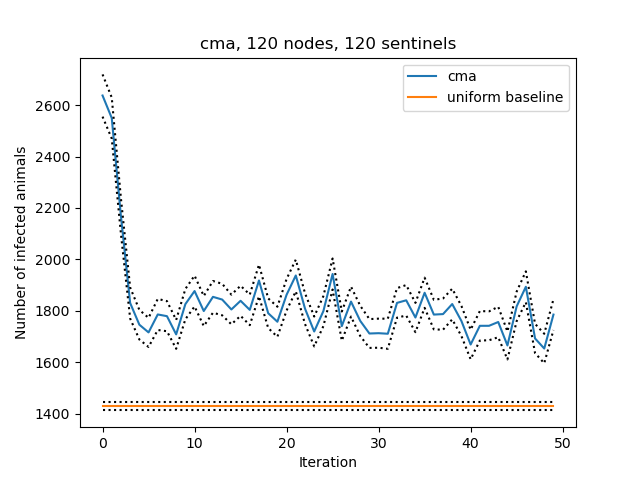 cma, 120 nodes, 120 sentinels
cma
uniform baseline
2600
2400
2200
2000
1800
1600
1400
Number of infected animals
0 10 20 30 40 50
Iteration